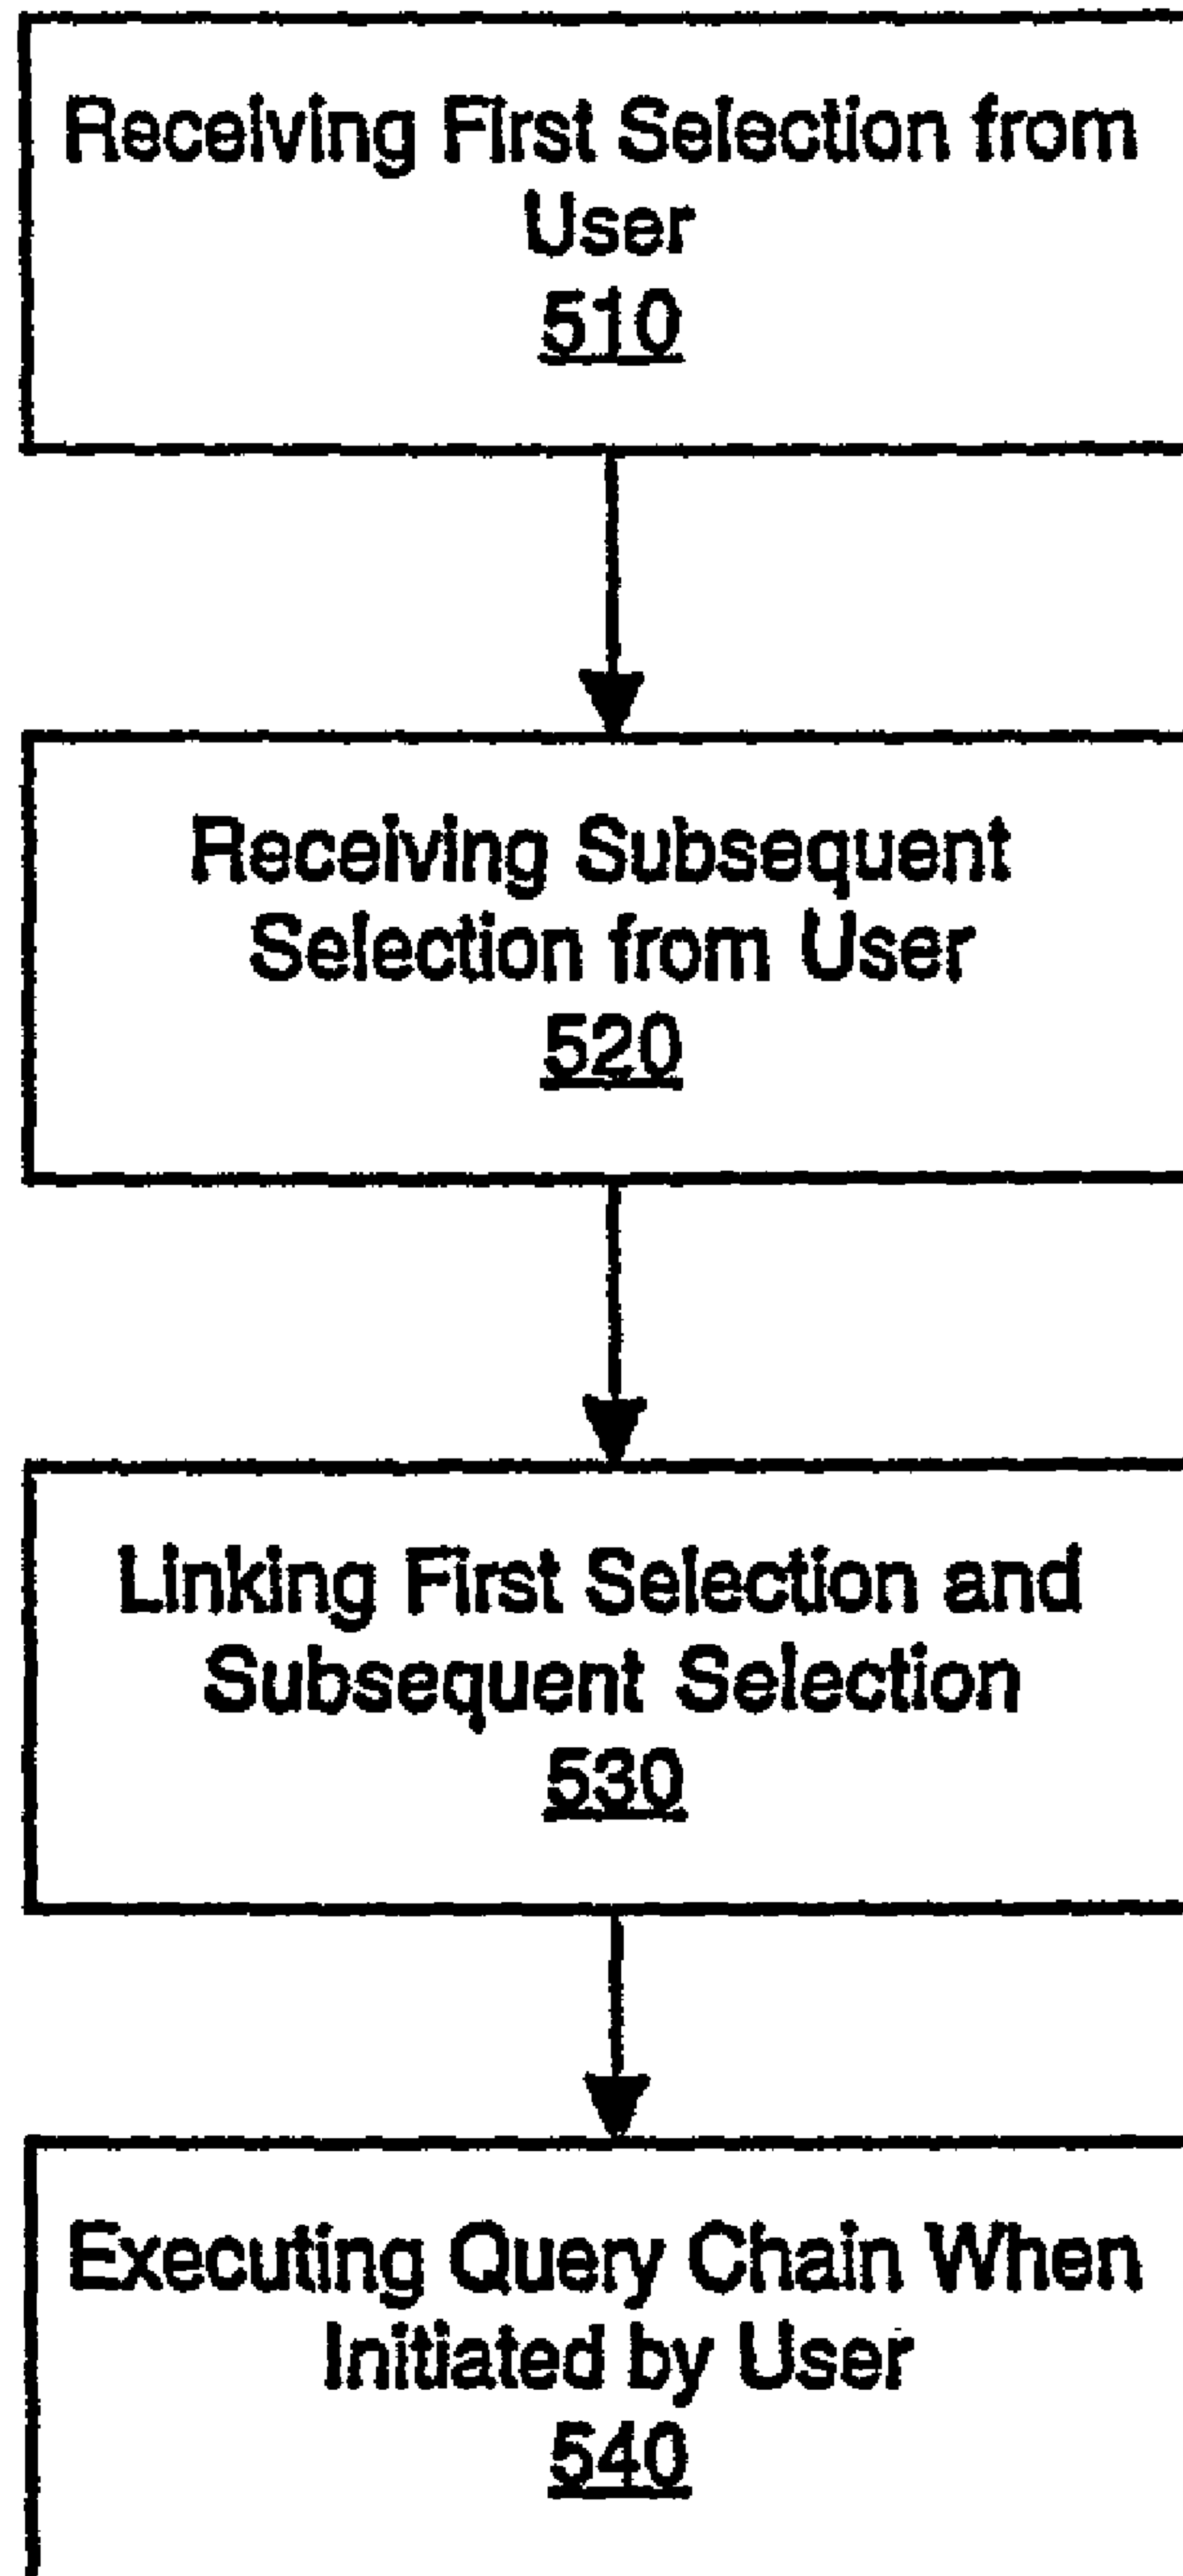 Receiving First Selection from
User
510
Receiving Subsequent
Selection from User
520
Linking First Selection and
Subsequent Selection
530
Executing Query Chain When
Initiated by User
540